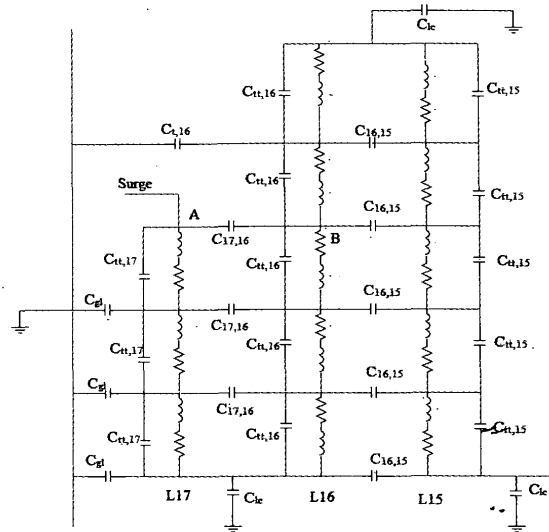 Clc
Ctt,16
Ctt,15
Ct,16
C16,15
Surge
Ctt,16
Ctt,15
A
C16,15
C17,16
B
Ctt,17
Ctt,16
Ctt,15
Cgl
C16,15
C17,16
Ctt,17
Ctt,16
Ctt,15
Cgl
C16,15
C17,16
Ctt,17
Ctt,16
Ctt,15
Cgl
C16,15
L17
Clc
L16
L15
Clc